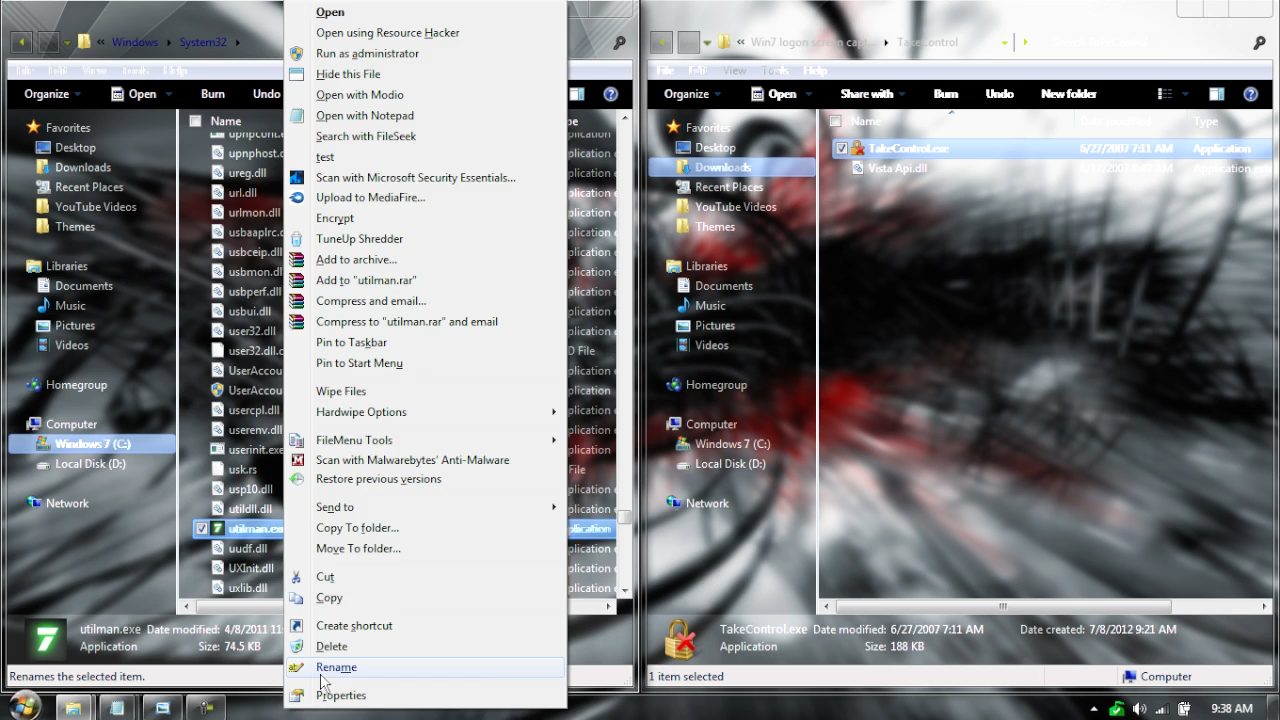 Windows
System32
Organize
Open
Burn
Undo
Favorites
Desktop
Downloads
Recent Places
YouTube Videos
Themes
Libraries
Documents
Music
Pictures
Videos
Homegroup
Computer
Windows 7 (C:)
Local Disk (D:)
Network
Name
upnphost.
ureg.dll
url.dll
urlmon.dll
usbaaplrc.
usbceip.dll
usbmon.dl
usbperf.dll
usbui.dll
user32.dll
user32.dll.c
UserAccou
UserAccou
usercpl.dll
userenv.dll
userinit.exe
usk.rs
usp10.dll
utildll.dll
utilman.exe
uudf.dll
UXInit.dll
uxlib.dll
utilman.exe Date modified: 4/8/2011 11:
Application Size: 74.5 KB
Renames the selected item.
Open
Open using Resource Hacker
Run as administrator
Hide this File
Open with Modio
Open with Notepad
Search with FileSeek
test
Scan with Microsoft Security Essentials...
Upload to MediaFire...
Encrypt
TuneUp Shredder
Add to archive...
Add to "utilman.rar"
Compress and email...
Compress to "utilman.rar" and email
Pin to Taskbar
Pin to Start Menu
Wipe Files
Hardwipe Options
FileMenu Tools
Scan with Malwarebytes' Anti-Malware
Restore previous versions
Send to
Copy To folder...
Move To folder...
Cut
Copy
Create shortcut
Delete
Rename
Properties
Win7 logon screen cap...
TakeControl
View
Tools
Help
Organize
Open
Share with
Burn
Undo
New folder
Favorites
Desktop
Downloads
Recent Places
YouTube Videos
Themes
Libraries
Documents
Music
Pictures
Videos
Homegroup
Computer
Windows 7 (C:)
Local Disk (D:)
Network
Name Date modified Type
TakeControl.exe 6/27/2007 7:11 AM Application
Vista Api.dll
TakeControl.exe Date modified: 6/27/2007 7:11 AM Date created: 7/8/2012 9:21 AM
Application Size: 188 KB
1 item selected
Computer
9:38 AM